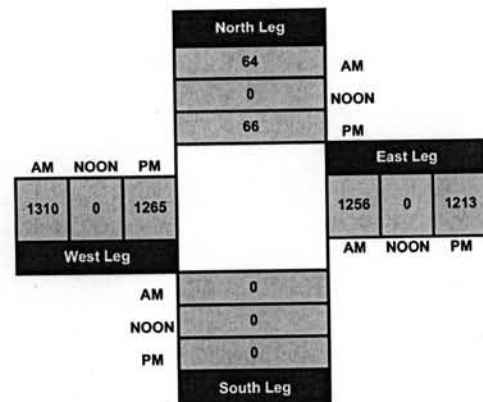 North Leg
64 AM
0 NOON
66 PM
AM NOON PM
East Leg
1310 0 1265
1256 0 1213
West Leg
AM NOON PM
AM 0
NOON 0
PM 0
South Leg